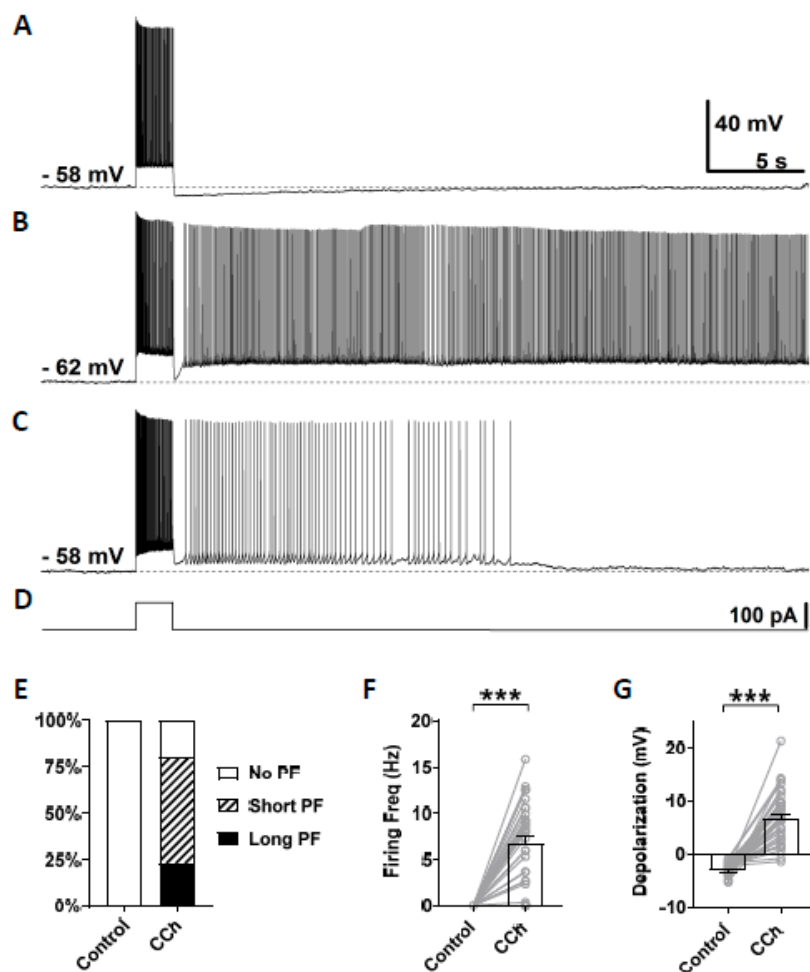 A
40 mV
5 s
- 58 mV
B
- 62 mV
C
- 58 mV
D
100 pA
E
100%
75%
50%
25%
0%
Control
CCh
No PF
Short PF
Long PF
F
***
Firing Freq (Hz)
20
15
10
5
0
Control
CCh
G
***
Depolarization (mV)
20
10
0
-10
Control
CCh